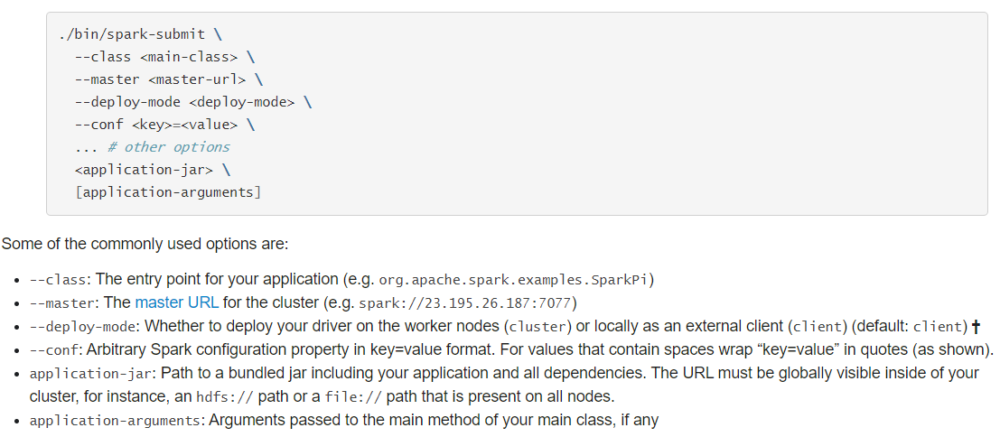 ./bin/spark-submit \
--class <main-class> \
--master <master-url> \
--deploy-mode <deploy-mode> \
--conf <key>=<value> \
... # other options
<application-jar> \
[application-arguments]
Some of the commonly used options are:
• --class: The entry point for your application (e.g. org.apache.spark.examples.SparkPi)
• --master: The master URL for the cluster (e.g. spark://23.195.26.187:7077)
• --deploy-mode: Whether to deploy your driver on the worker nodes (cluster) or locally as an external client (client) (default: client) †
• --conf: Arbitrary Spark configuration property in key=value format. For values that contain spaces wrap “key=value” in quotes (as shown).
• application-jar: Path to a bundled jar including your application and all dependencies. The URL must be globally visible inside of your
cluster, for instance, an hdfs:// path or a file:// path that is present on all nodes.
• application-arguments: Arguments passed to the main method of your main class, if any